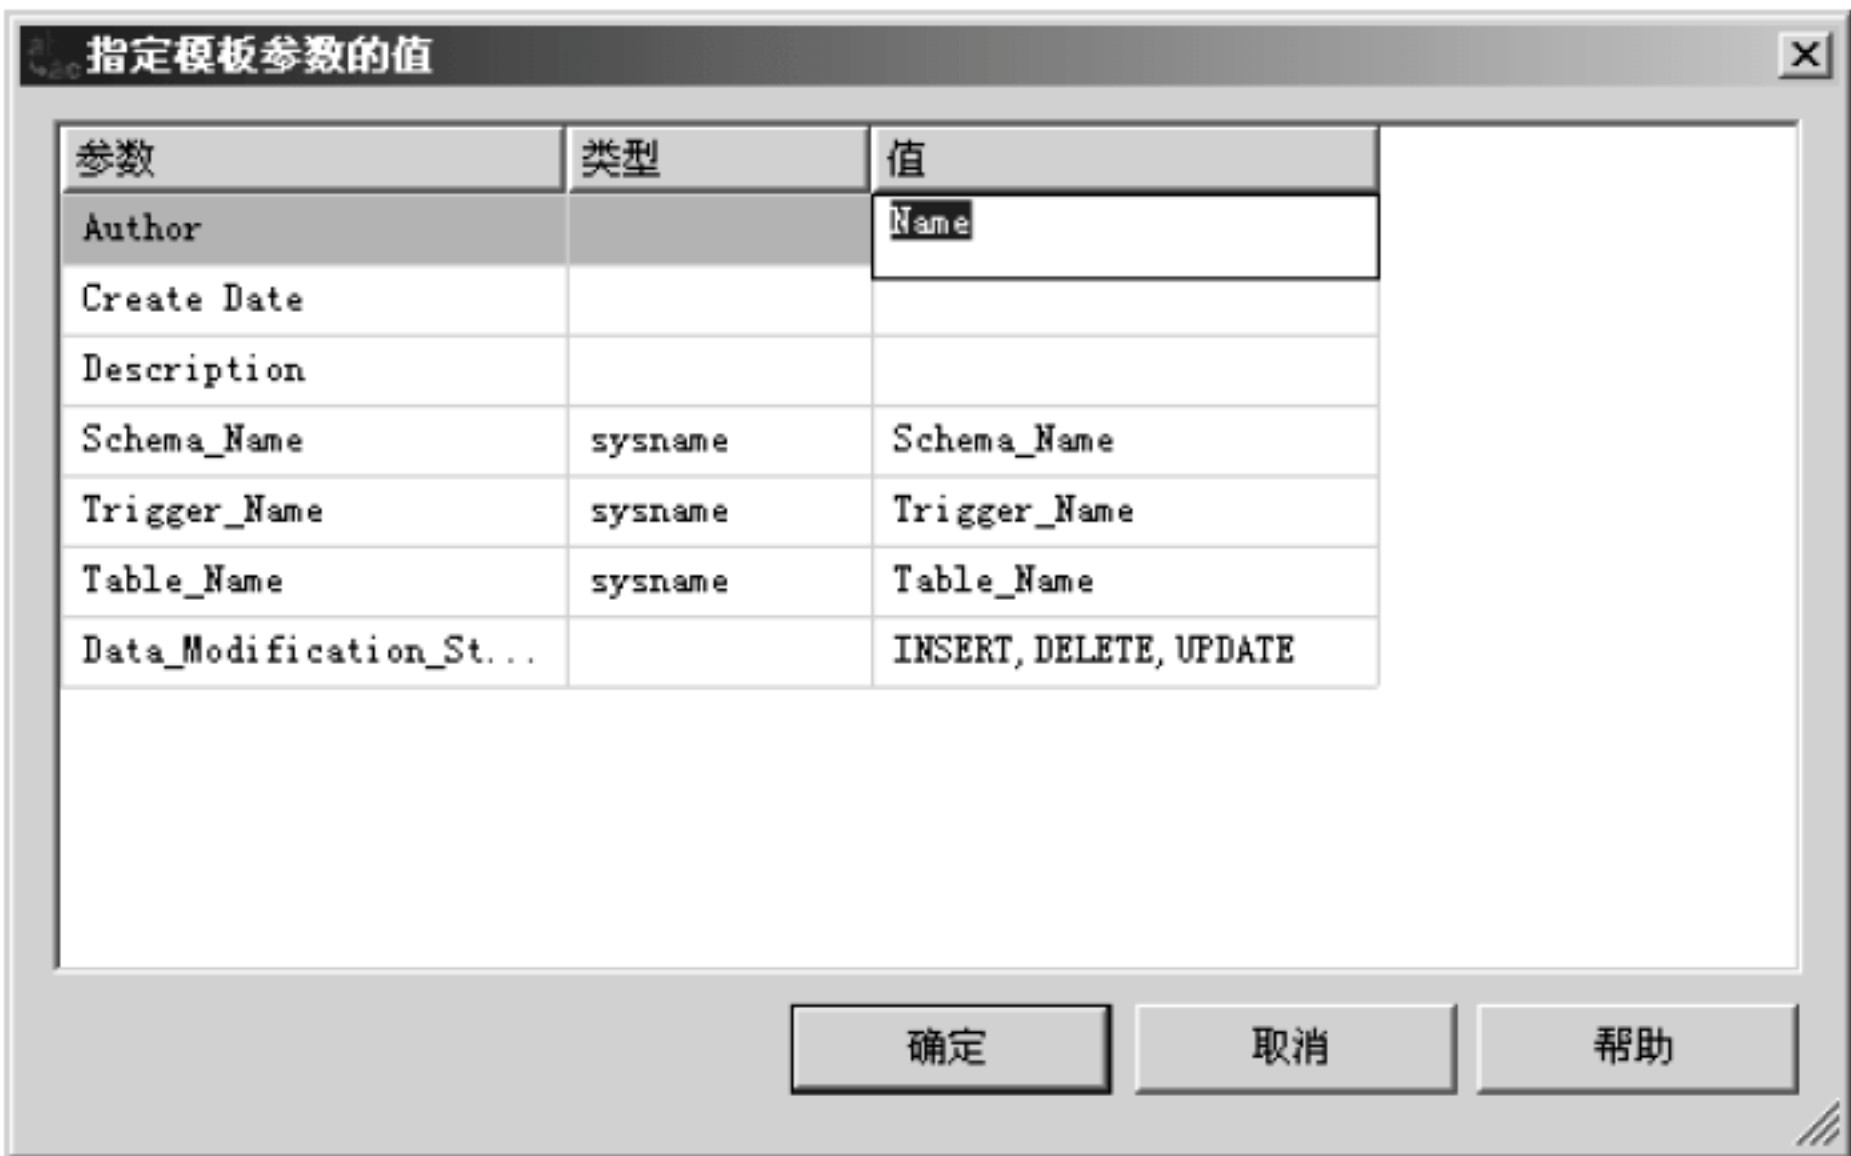 指定模板参数的值
参数 类型 值
Author Name
Create Date
Description
Schema_Name sysname Schema_Name
Trigger_Name sysname Trigger_Name
Table_Name sysname Table_Name
Data_Modification_St... INSERT, DELETE, UPDATE
确定 取消 帮助